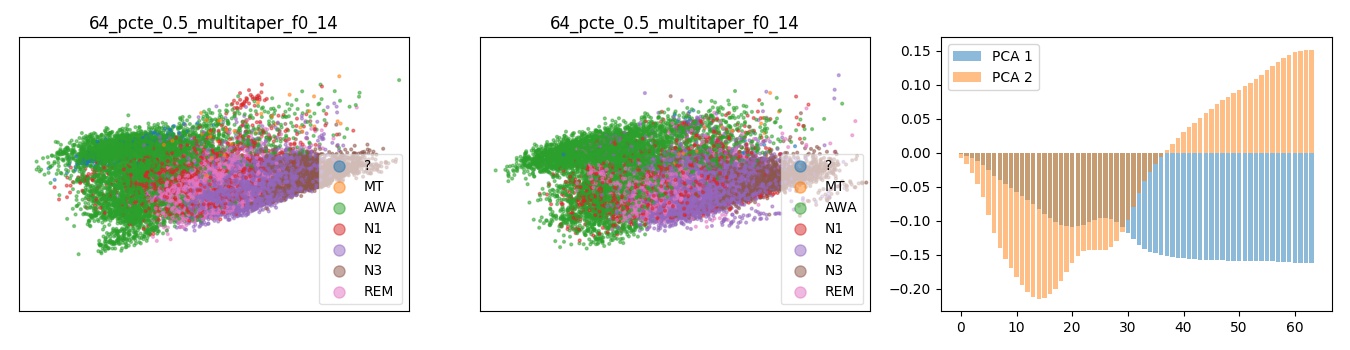 64_pcte_0.5_multitaper_f0_14
?
MT
AWA
N1
N2
N3
REM
64_pcte_0.5_multitaper_f0_14
?
MT
AWA
N1
N2
N3
REM
PCA 1
PCA 2
0.15
0.10
0.05
0.00
−0.05
−0.10
−0.15
−0.20
0 10 20 30 40 50 60